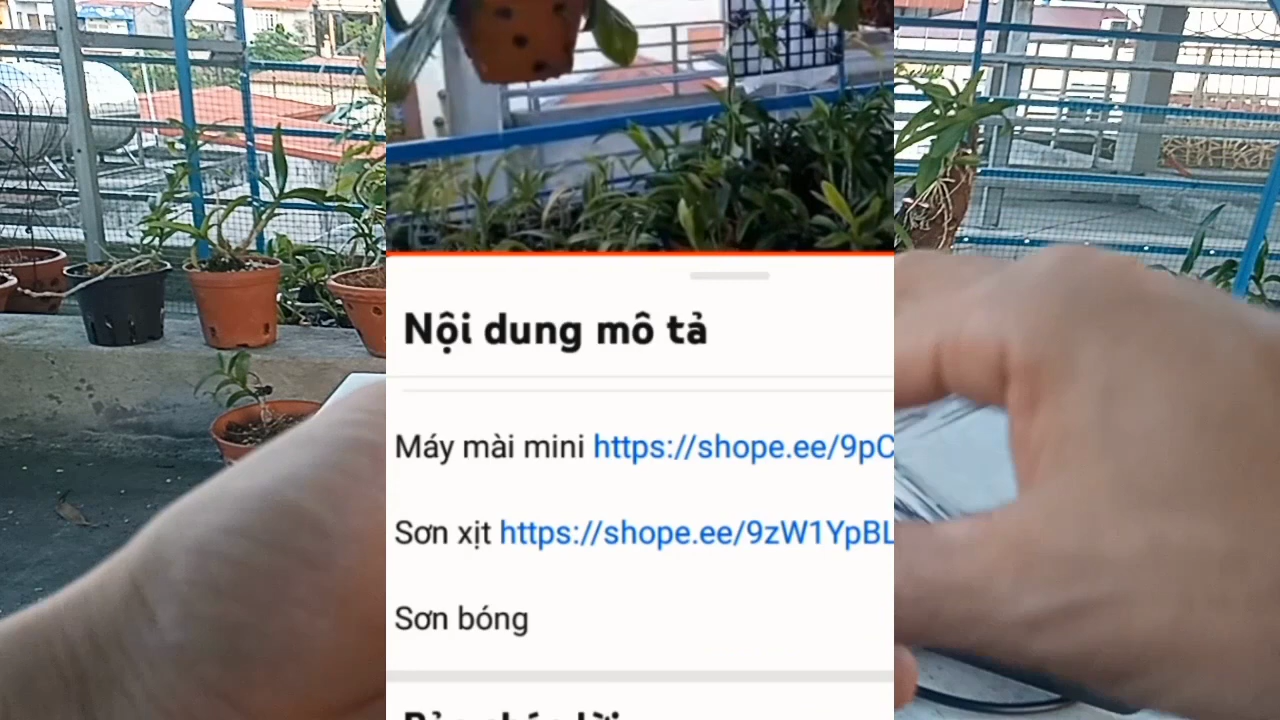 Nội dung mô tả
Máy mài mini https://shope.ee/9pC
Sơn xịt https://shope.ee/9zW1YpBL
Sơn bóng